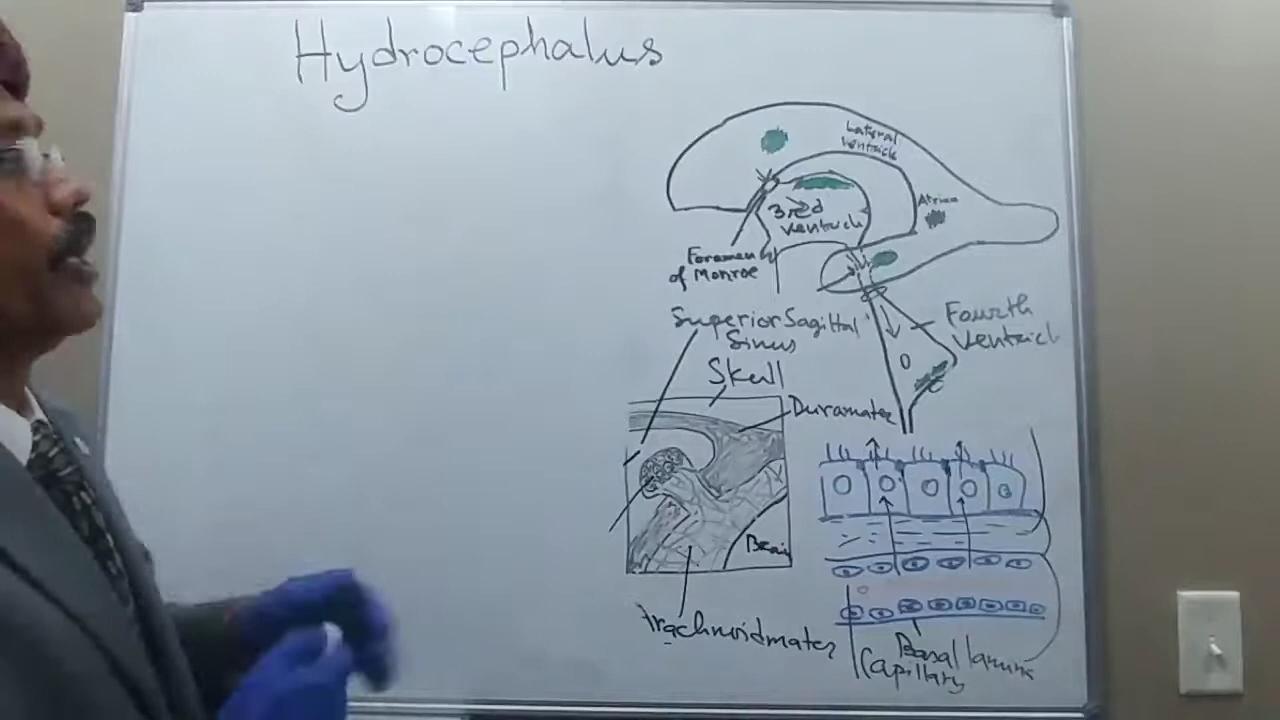 Hydrocephalus
Lateral
ventricle
Atrium
3rd
ventricle
Foramen
of Monroe
Superior Sagittal
Sinus
Fourth
Ventricl
Skull
Duramater
Brain
Arachnoidmater
Basal lamina
Capillary